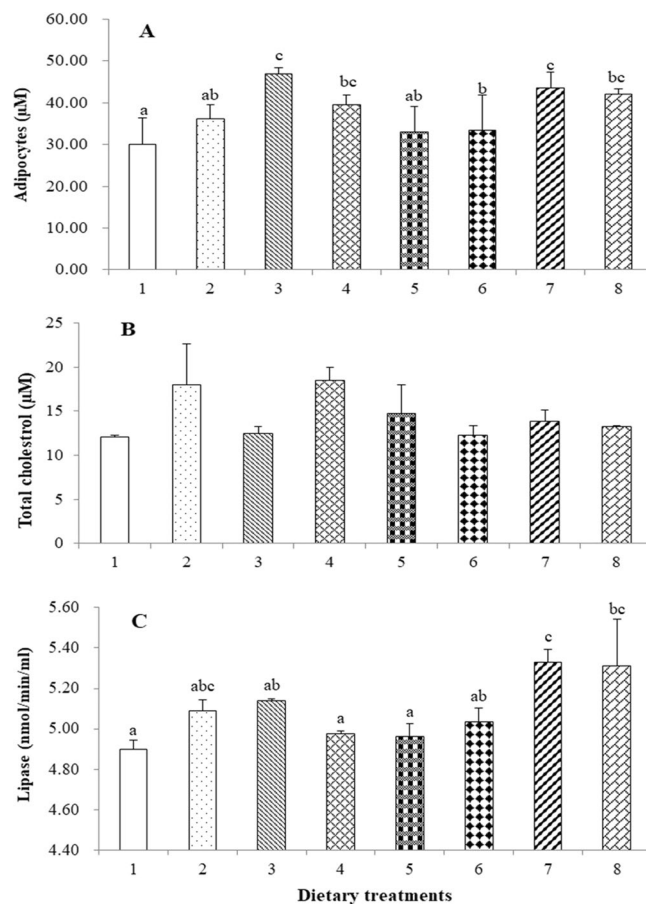 A
Adipocytes (µM)
60.00
50.00
40.00
30.00
20.00
10.00
0.00
a
ab
c
bc
ab
b
c
bc
1 2 3 4 5 6 7 8
B
Total cholestrol (µM)
25
20
15
10
5
0
1 2 3 4 5 6 7 8
C
Lipase (nmol/min/ml)
5.60
5.40
5.20
5.00
4.80
4.60
4.40
a
abc
ab
a
a
ab
c
bc
1 2 3 4 5 6 7 8
Dietary treatments